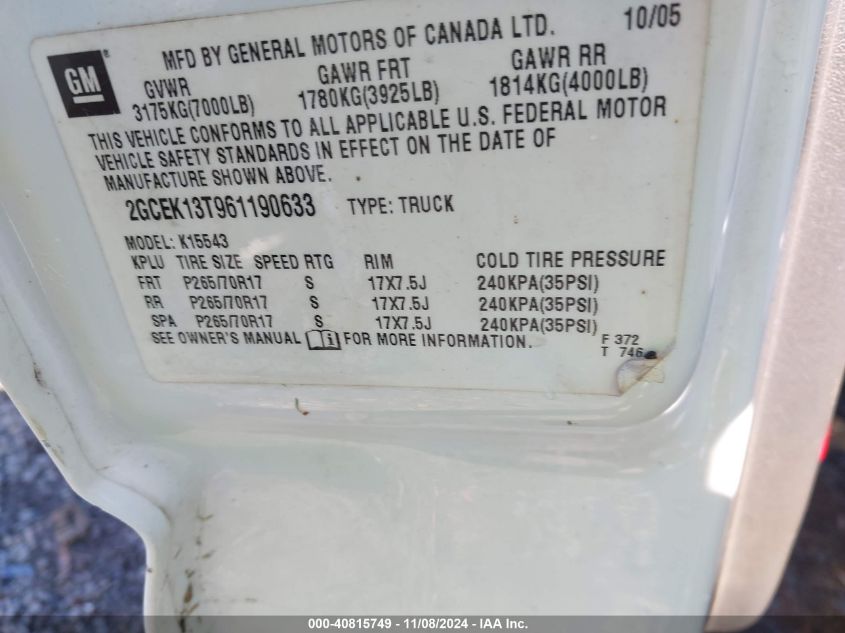 GM®
MFD BY GENERAL MOTORS OF CANADA LTD. 10/05
GVWR GAWR FRT GAWR RR
3175KG(7000LB) 1780KG(3925LB) 1814KG(4000LB)
THIS VEHICLE CONFORMS TO ALL APPLICABLE U.S. FEDERAL MOTOR
VEHICLE SAFETY STANDARDS IN EFFECT ON THE DATE OF
MANUFACTURE SHOWN ABOVE.
2GCEK13T961190633 TYPE: TRUCK
MODEL: K15543
KPLU TIRE SIZE SPEED RTG RIM COLD TIRE PRESSURE
FRT P265/70R17 S 17X7.5J 240KPA(35PSI)
RR P265/70R17 S 17X7.5J 240KPA(35PSI)
SPA P265/70R17 S 17X7.5J 240KPA(35PSI)
SEE OWNER'S MANUAL i FOR MORE INFORMATION. F 372
T 746
000-40815749 - 11/08/2024 - IAA Inc.